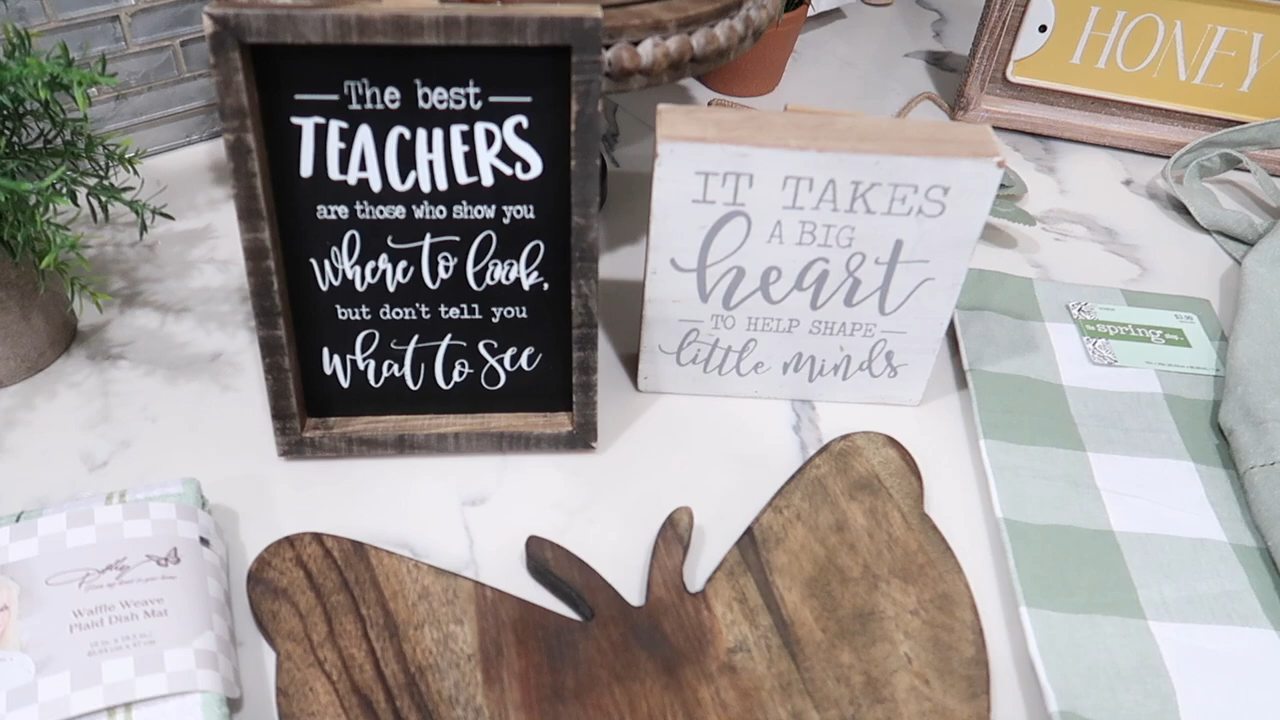 The best
TEACHERS
are those who show you
where to look,
but don't tell you
what to see
IT TAKES
A BIG
heart
TO HELP SHAPE
little minds
HONEY
spring
Dolly
Waffle Weave
Plaid Dish Mat